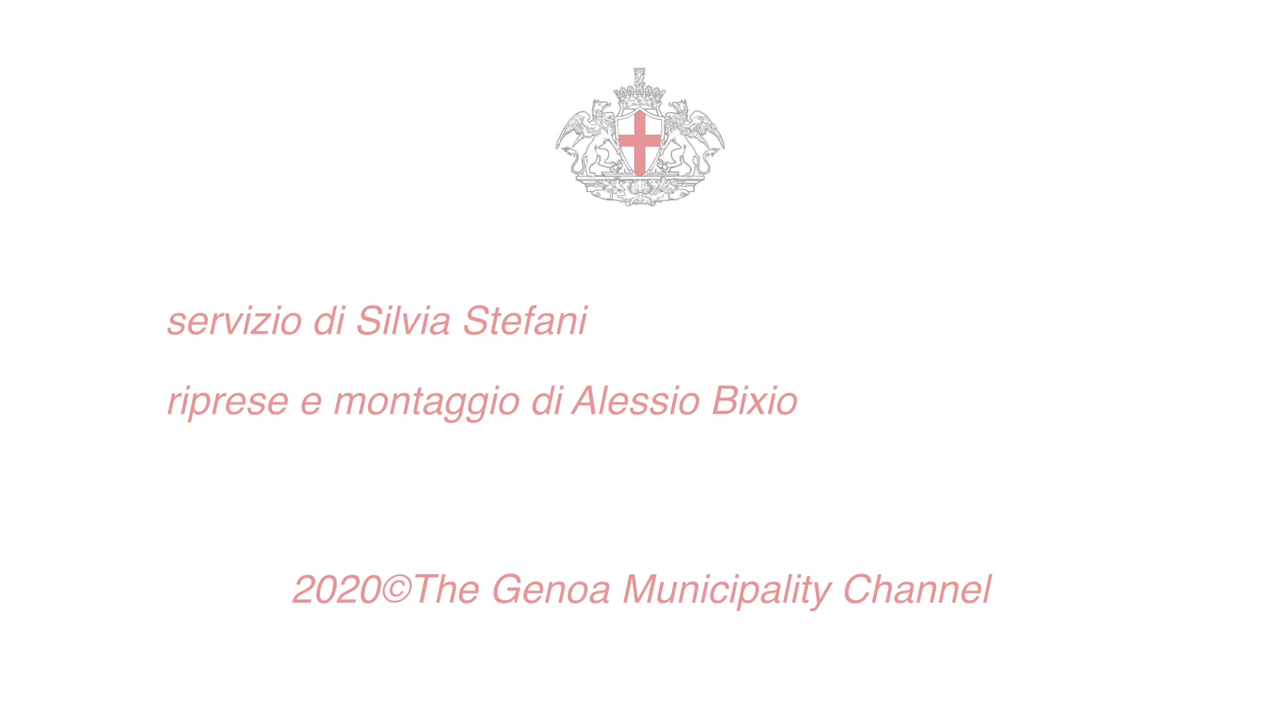 servizio di Silvia Stefani
riprese e montaggio di Alessio Bixio
2020©The Genoa Municipality Channel